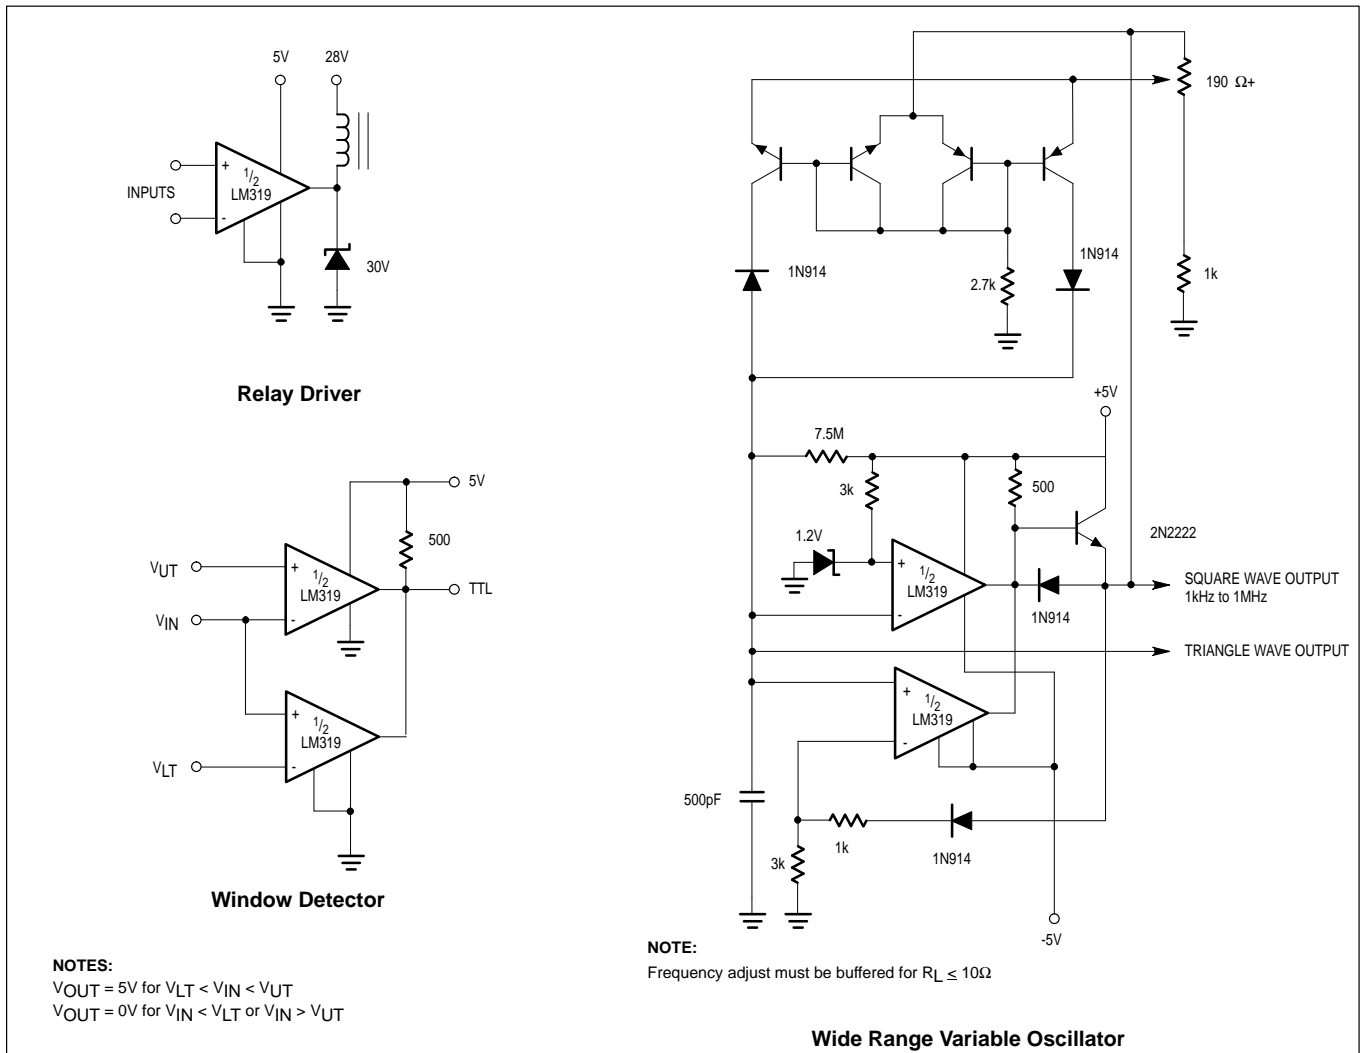 5V
28V
+
1/2
LM319
INPUTS
-
30V
Relay Driver
5V
500
VUT
+
1/2
LM319
TTL
VIN
-
+
1/2
LM319
VLT
-
Window Detector
NOTES:
VOUT = 5V for VLT < VIN < VUT
VOUT = 0V for VIN < VLT or VIN > VUT
190 Ω+
1N914
1N914
2.7k
1k
+5V
7.5M
3k
500
1.2V
2N2222
+
1/2
LM319
-
1N914
SQUARE WAVE OUTPUT
1kHz to 1MHz
TRIANGLE WAVE OUTPUT
+
1/2
LM319
-
500pF
1k
1N914
3k
-5V
NOTE:
Frequency adjust must be buffered for RL ≤ 10Ω
Wide Range Variable Oscillator